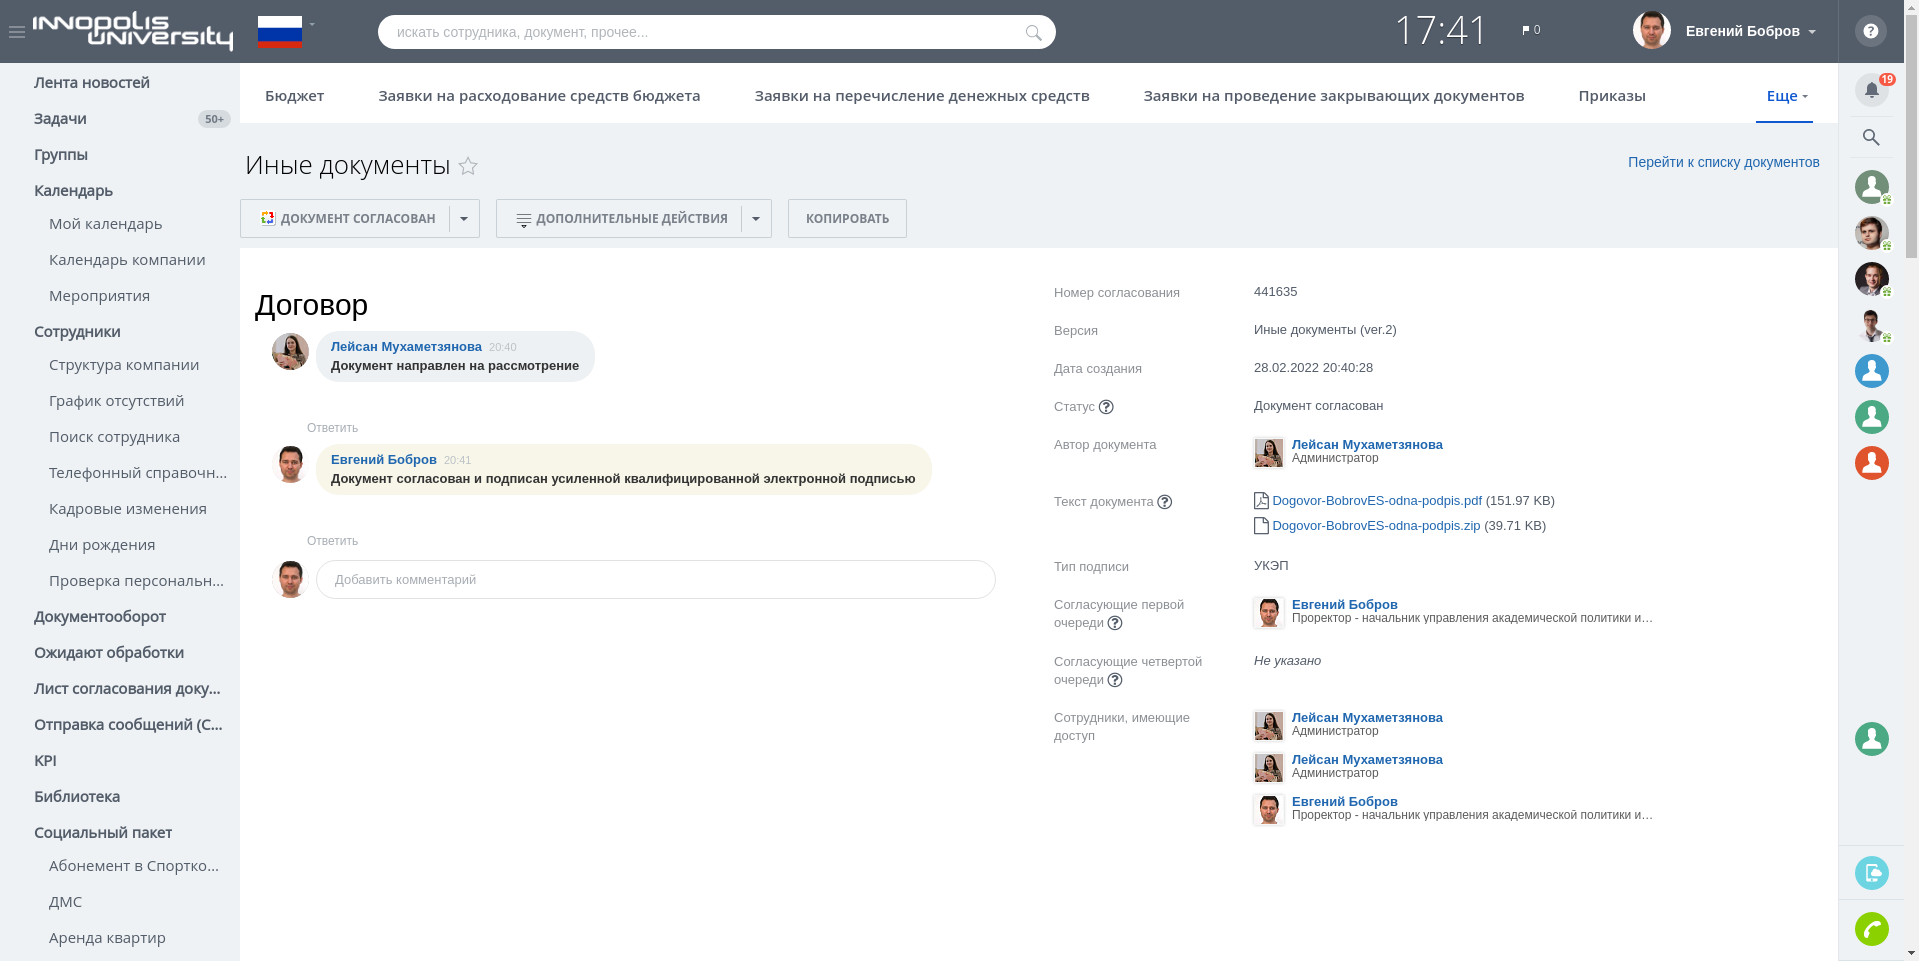 INNOPOLIS
UNIVERSITY
искать сотрудника, документ, прочее...
17:41
0
Евгений Бобров
?
19
Лента новостей
Задачи
50+
Группы
Календарь
Мой календарь
Календарь компании
Мероприятия
Сотрудники
Структура компании
График отсутствий
Поиск сотрудника
Телефонный справочн...
Кадровые изменения
Дни рождения
Проверка персональн...
Документооборот
Ожидают обработки
Лист согласования доку...
Отправка сообщений (С...
KPI
Библиотека
Социальный пакет
Абонемент в Спортко...
ДМС
Аренда квартир
Бюджет
Заявки на расходование средств бюджета
Заявки на перечисление денежных средств
Заявки на проведение закрывающих документов
Приказы
Еще
Иные документы
Перейти к списку документов
ДОКУМЕНТ СОГЛАСОВАН
ДОПОЛНИТЕЛЬНЫЕ ДЕЙСТВИЯ
КОПИРОВАТЬ
Договор
Лейсан Мухаметзянова 20:40
Документ направлен на рассмотрение
Ответить
Евгений Бобров 20:41
Документ согласован и подписан усиленной квалифицированной электронной подписью
Ответить
Добавить комментарий
Номер согласования
441635
Версия
Иные документы (ver.2)
Дата создания
28.02.2022 20:40:28
Статус ?
Документ согласован
Автор документа
Лейсан Мухаметзянова
Администратор
Текст документа ?
Dogovor-BobrovES-odna-podpis.pdf (151.97 KB)
Dogovor-BobrovES-odna-podpis.zip (39.71 KB)
Тип подписи
УКЭП
Согласующие первой
очереди ?
Евгений Бобров
Проректор - начальник управления академической политики и…
Согласующие четвертой
очереди ?
Не указано
Сотрудники, имеющие
доступ
Лейсан Мухаметзянова
Администратор
Лейсан Мухаметзянова
Администратор
Евгений Бобров
Проректор - начальник управления академической политики и…